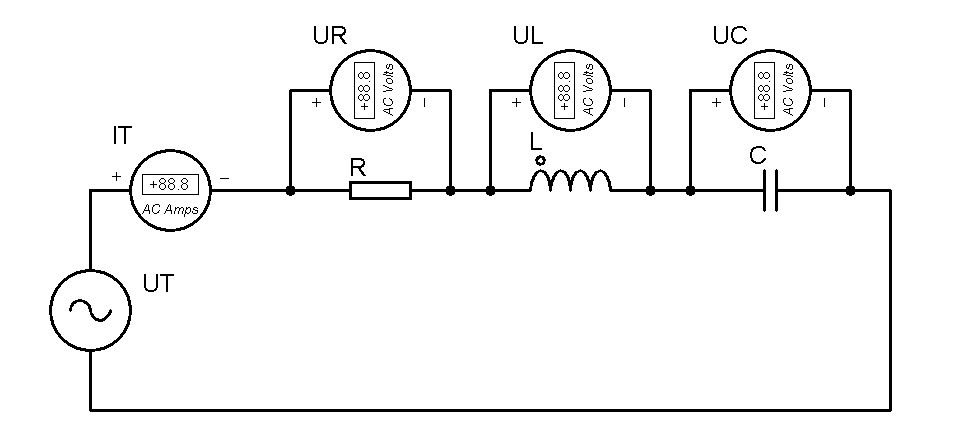 UR
UL
UC
+88.8
AC Volts
+ −
+88.8
AC Volts
+ −
+88.8
AC Volts
+ −
IT
R
L
C
+ −
+88.8
AC Amps
UT